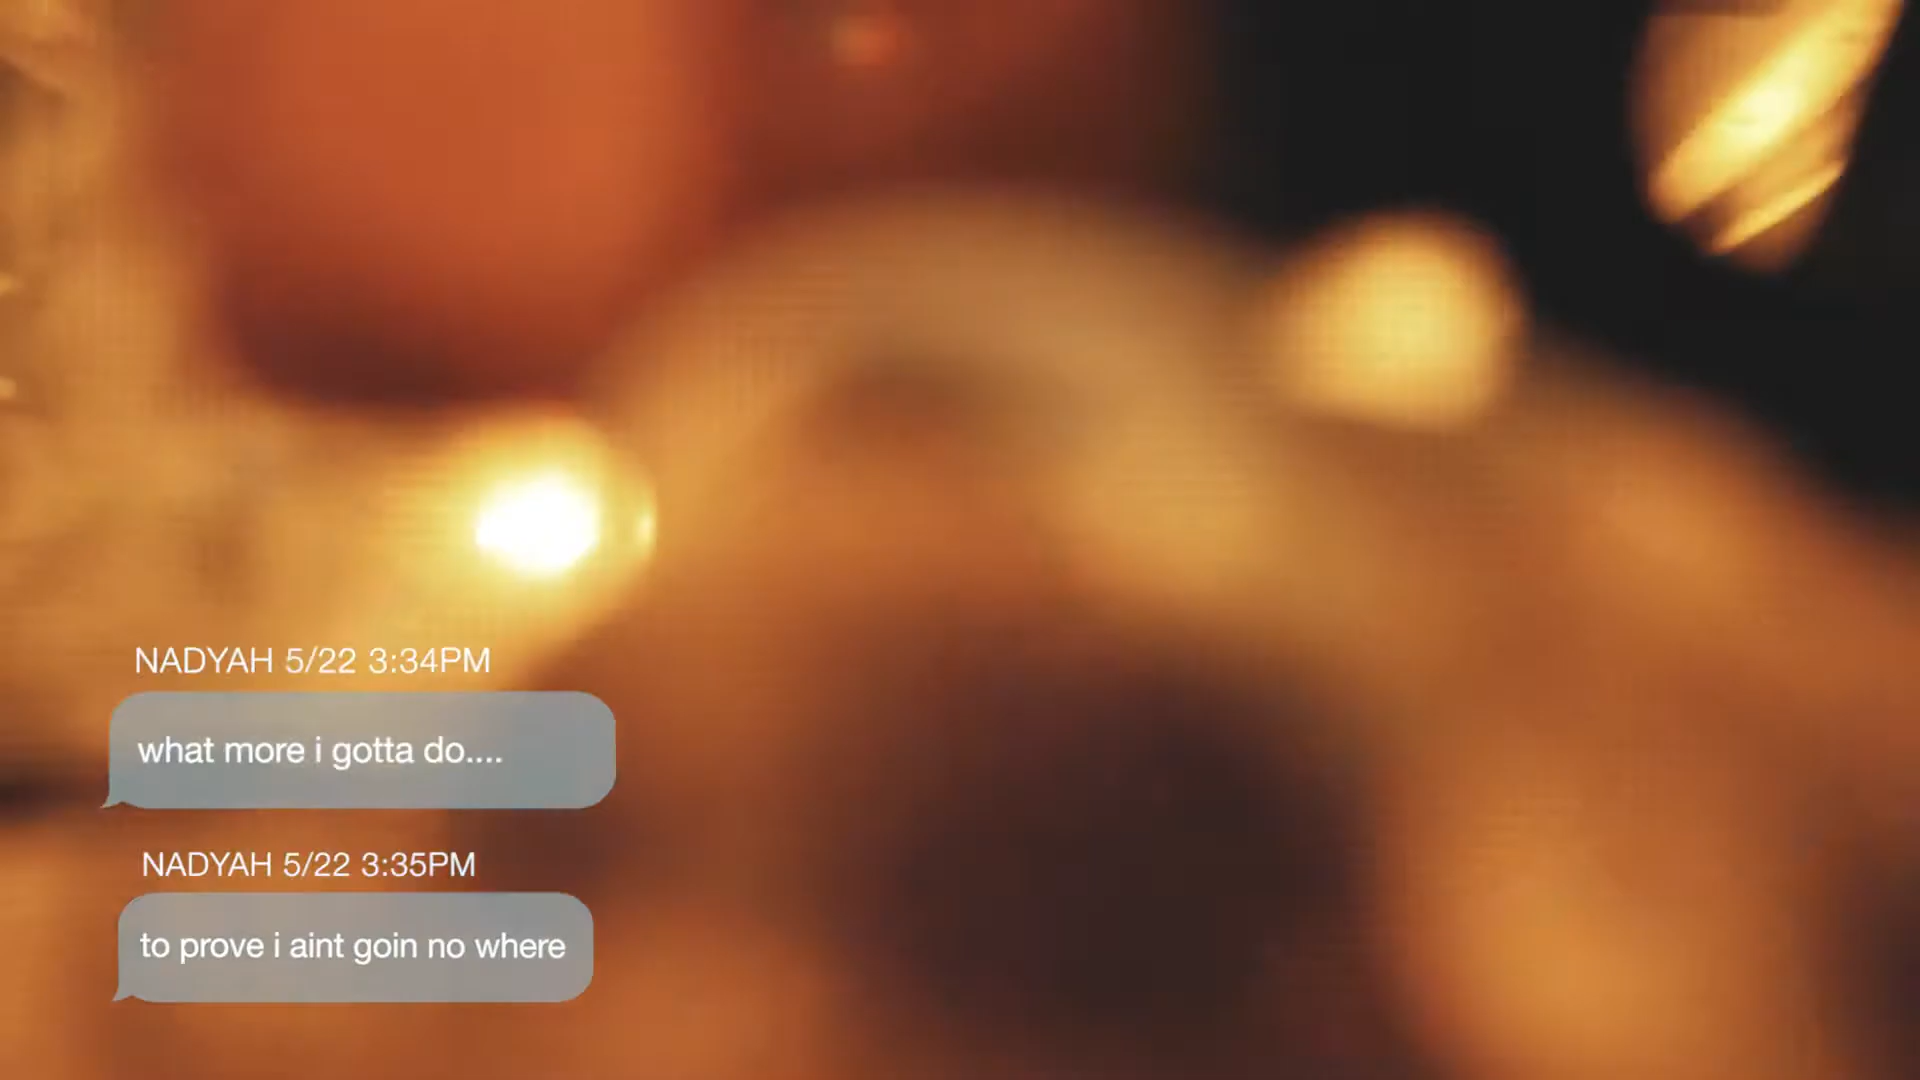 NADYAH 5/22 3:34PM
what more i gotta do....
NADYAH 5/22 3:35PM
to prove i aint goin no where